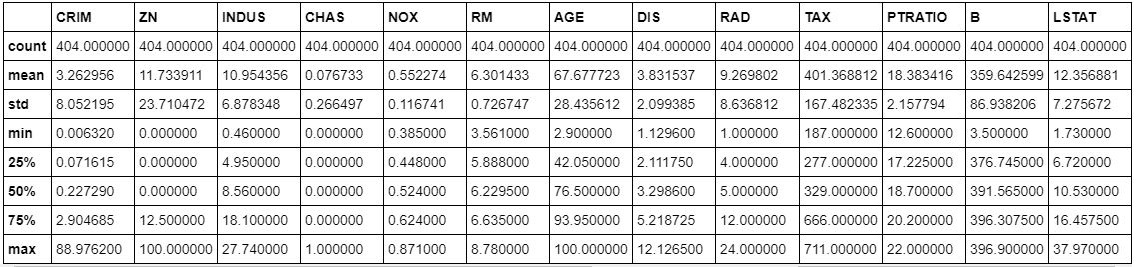 CRIM ZN INDUS CHAS NOX RM AGE DIS RAD TAX PTRATIO B LSTAT
count 404.000000 404.000000 404.000000 404.000000 404.000000 404.000000 404.000000 404.000000 404.000000 404.000000 404.000000 404.000000 404.000000
mean 3.262956 11.733911 10.954356 0.076733 0.552274 6.301433 67.677723 3.831537 9.269802 401.368812 18.383416 359.642599 12.356881
std 8.052195 23.710472 6.878348 0.266497 0.116741 0.726747 28.435612 2.099385 8.636812 167.482335 2.157794 86.938206 7.275672
min 0.006320 0.000000 0.460000 0.000000 0.385000 3.561000 2.900000 1.129600 1.000000 187.000000 12.600000 3.500000 1.730000
25% 0.071615 0.000000 4.950000 0.000000 0.448000 5.888000 42.050000 2.111750 4.000000 277.000000 17.225000 376.745000 6.720000
50% 0.227290 0.000000 8.560000 0.000000 0.524000 6.229500 76.500000 3.298600 5.000000 329.000000 18.700000 391.565000 10.530000
75% 2.904685 12.500000 18.100000 0.000000 0.624000 6.635000 93.950000 5.218725 12.000000 666.000000 20.200000 396.307500 16.457500
max 88.976200 100.000000 27.740000 1.000000 0.871000 8.780000 100.000000 12.126500 24.000000 711.000000 22.000000 396.900000 37.970000